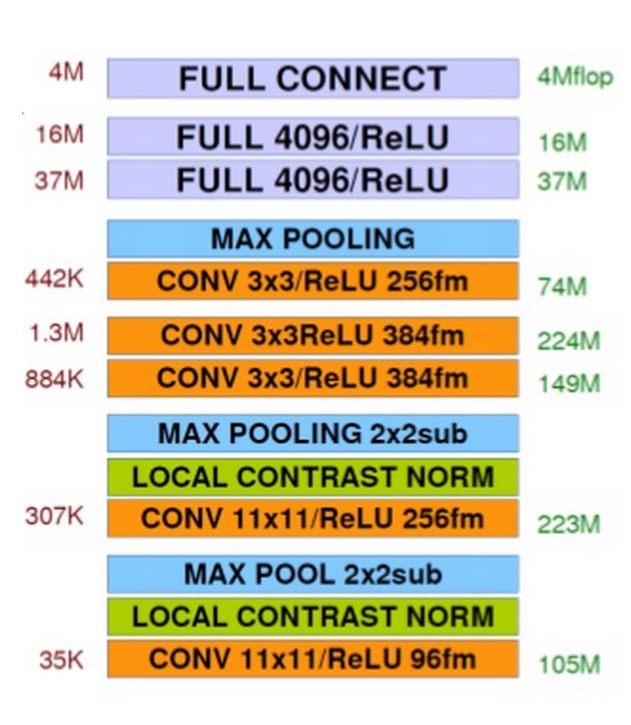 4M FULL CONNECT 4Mflop
16M FULL 4096/ReLU 16M
37M FULL 4096/ReLU 37M
MAX POOLING
442K CONV 3x3/ReLU 256fm 74M
1.3M CONV 3x3ReLU 384fm 224M
884K CONV 3x3/ReLU 384fm 149M
MAX POOLING 2x2sub
LOCAL CONTRAST NORM
307K CONV 11x11/ReLU 256fm 223M
MAX POOL 2x2sub
LOCAL CONTRAST NORM
35K CONV 11x11/ReLU 96fm 105M